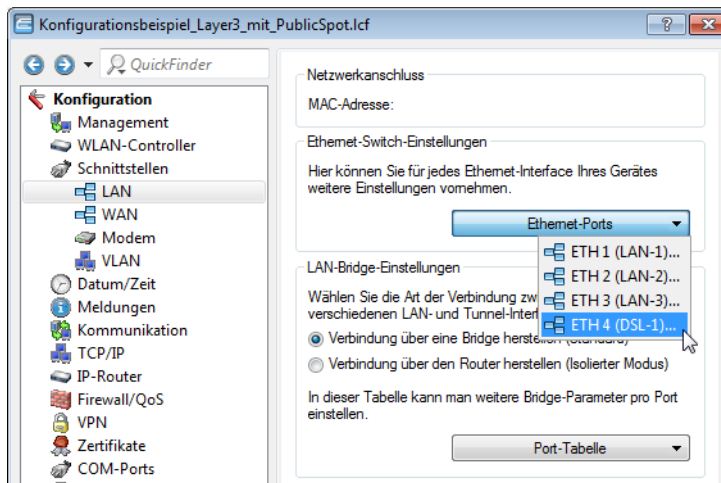 Konfigurationsbeispiel_Layer3_mit_PublicSpot.lcf
QuickFinder
Konfiguration
Management
WLAN-Controller
Schnittstellen
LAN
WAN
Modem
VLAN
Datum/Zeit
Meldungen
Kommunikation
TCP/IP
IP-Router
Firewall/QoS
VPN
Zertifikate
COM-Ports
Netzwerkanschluss
MAC-Adresse:
Ethernet-Switch-Einstellungen
Hier können Sie für jedes Ethernet-Interface Ihres Gerätes
weitere Einstellungen vornehmen.
Ethernet-Ports
ETH 1 (LAN-1)...
ETH 2 (LAN-2)...
ETH 3 (LAN-3)...
ETH 4 (DSL-1)...
LAN-Bridge-Einstellungen
Wählen Sie die Art der Verbindung
verschiedenen LAN- und
Verbindung über eine Bridge herstellen (Standard)
Verbindung über den Router herstellen (Isolierter Modus)
In dieser Tabelle kann man weitere Bridge-Parameter pro Port
einstellen.
Port-Tabelle